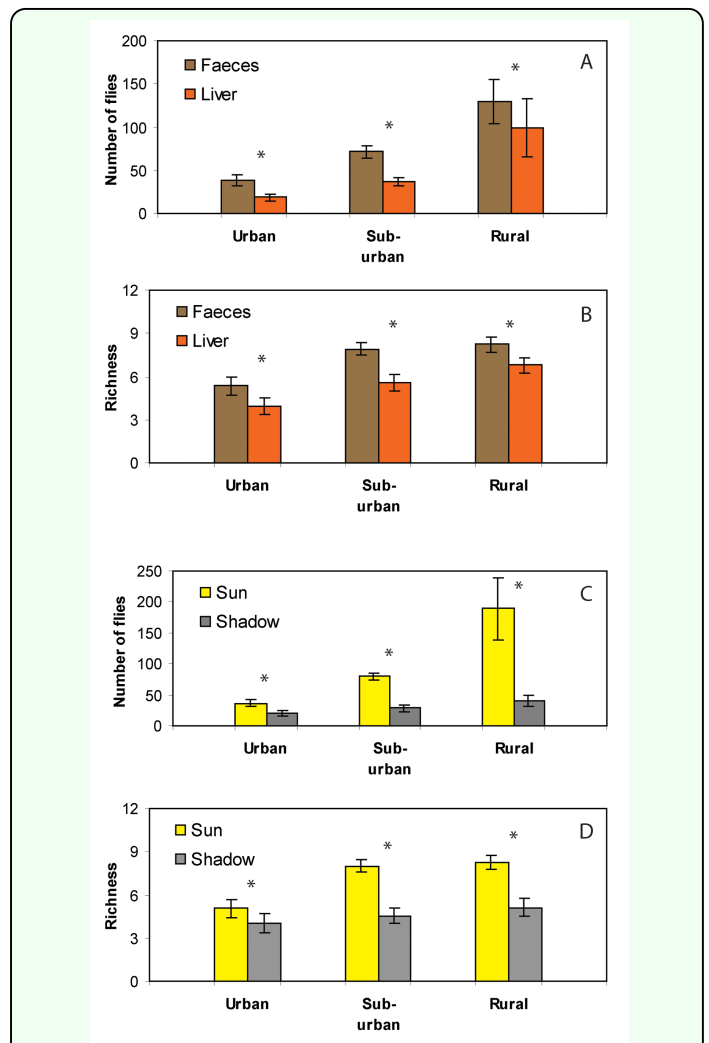 200
150
100
50
0
Number of flies
Faeces
Liver
*
*
*
A
Urban
Sub-
urban
Rural
12
9
6
3
0
Richness
Faeces
Liver
*
*
*
B
Urban
Sub-
urban
Rural
250
200
150
100
50
0
Number of flies
Sun
Shadow
*
*
*
C
Urban
Sub-
urban
Rural
12
9
6
3
0
Richness
Sun
Shadow
*
*
*
D
Urban
Sub-
urban
Rural